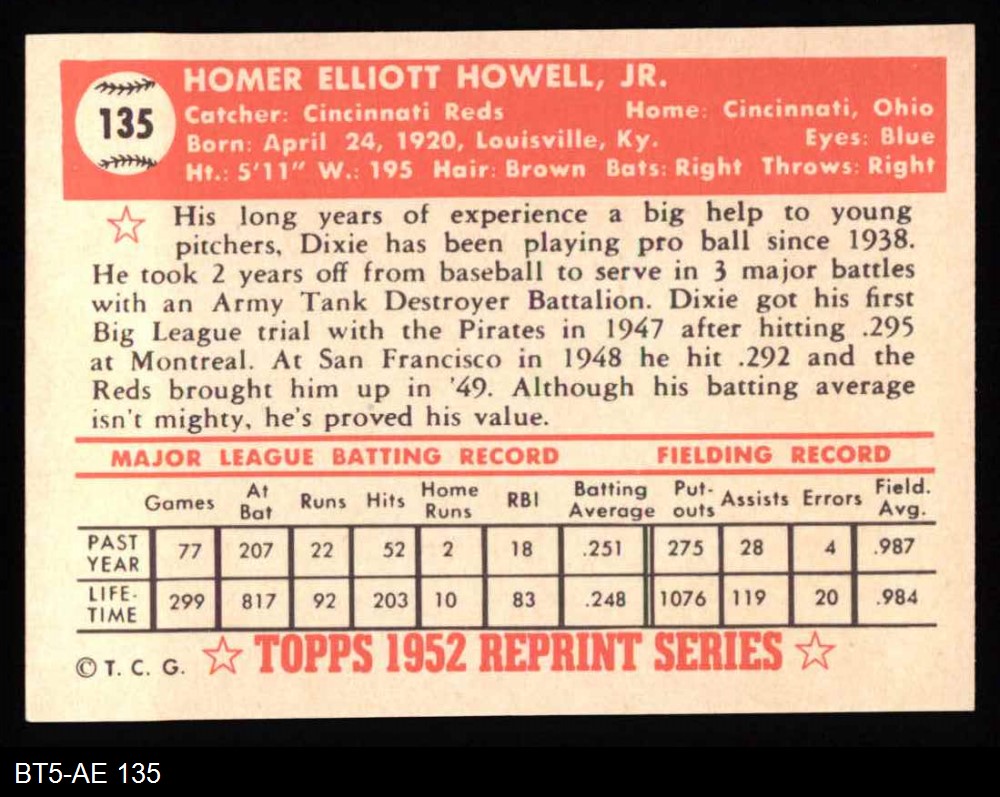 135
HOMER ELLIOTT HOWELL, JR.
Catcher: Cincinnati Reds Home: Cincinnati, Ohio
Born: April 24, 1920, Louisville, Ky. Eyes: Blue
Ht.: 5'11" W.: 195 Hair: Brown Bats: Right Throws: Right
His long years of experience a big help to young
pitchers, Dixie has been playing pro ball since 1938.
He took 2 years off from baseball to serve in 3 major battles
with an Army Tank Destroyer Battalion. Dixie got his first
Big League trial with the Pirates in 1947 after hitting .295
at Montreal. At San Francisco in 1948 he hit .292 and the
Reds brought him up in '49. Although his batting average
isn't mighty, he's proved his value.
MAJOR LEAGUE BATTING RECORD FIELDING RECORD
Games At Bat Runs Hits Home Runs RBI Batting Average Put-outs Assists Errors Field. Avg.
PAST YEAR 77 207 22 52 2 18 .251 275 28 4 .987
LIFE-TIME 299 817 92 203 10 83 .248 1076 119 20 .984
© T. C. G. TOPPS 1952 REPRINT SERIES
BT5-AE 135